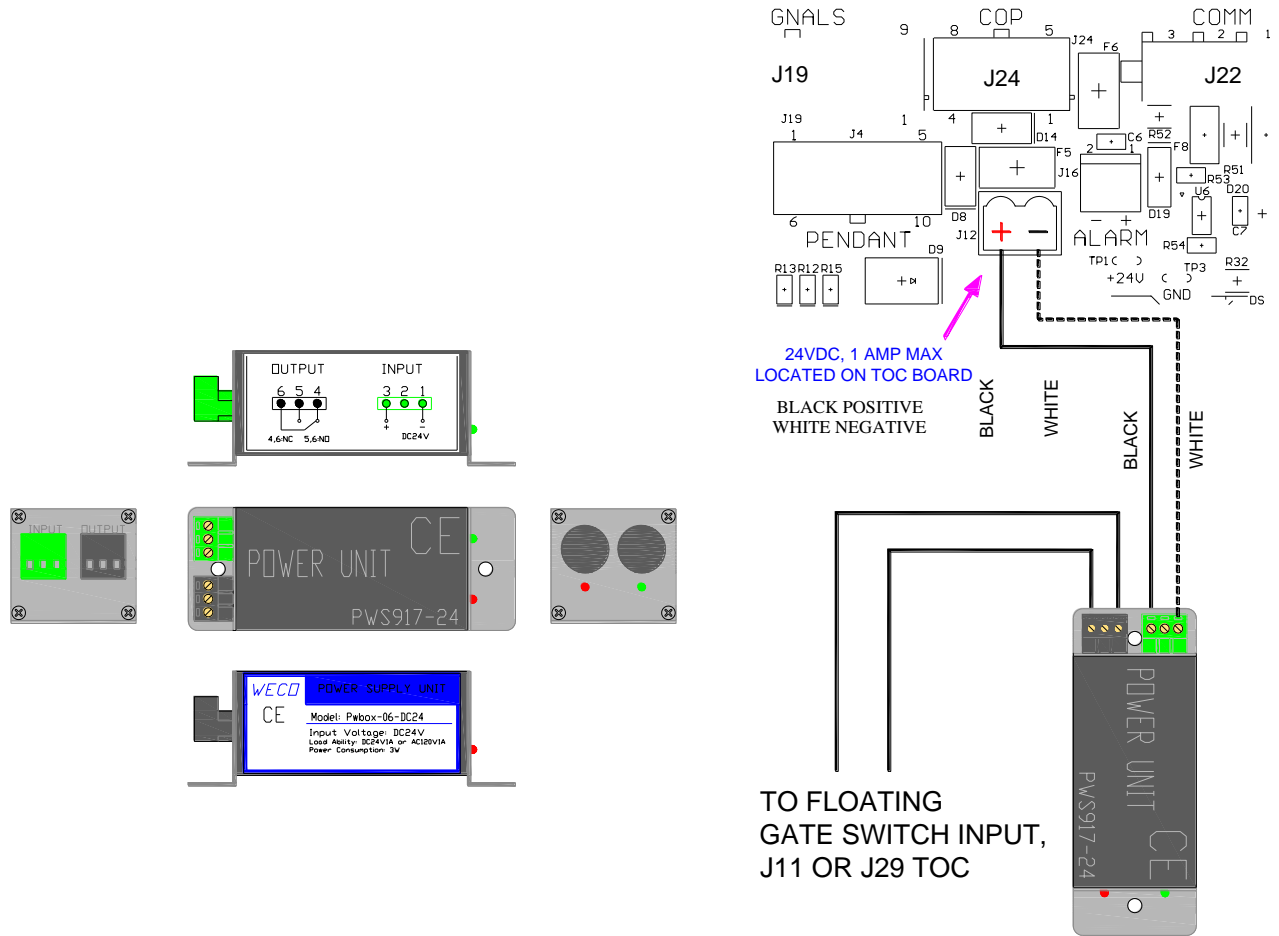 GNALS
COP
COMM
9
8
5
3
2
1
J19
J24
J24
F6
J22
J19
1
J4
1
5
4
1
D14
2
1
C6
R52
F8
F5
J16
R51
R53
U6
D20
6
10
D8
J12
+
−
− +
D19
C7
PENDANT
ALARM
R54
D9
TP1
+24V
TP3
GND
R32
DS
R13 R12 R15
24VDC, 1 AMP MAX
LOCATED ON TOC BOARD
BLACK POSITIVE
WHITE NEGATIVE
BLACK
WHITE
BLACK
WHITE
OUTPUT
INPUT
6 5 4
3 2 1
+
−
4,6:NC
5,6:NO
DC24V
INPUT
OUTPUT
POWER UNIT
CE
PWS917-24
WECO
POWER SUPPLY UNIT
CE
Model: Pwbox-06-DC24
Input Voltage: DC24V
Load Ability: DC24V1A or AC120V1A
Power Consumption: 3W
TO FLOATING
GATE SWITCH INPUT,
J11 OR J29 TOC
POWER UNIT
PWS917-24
CE